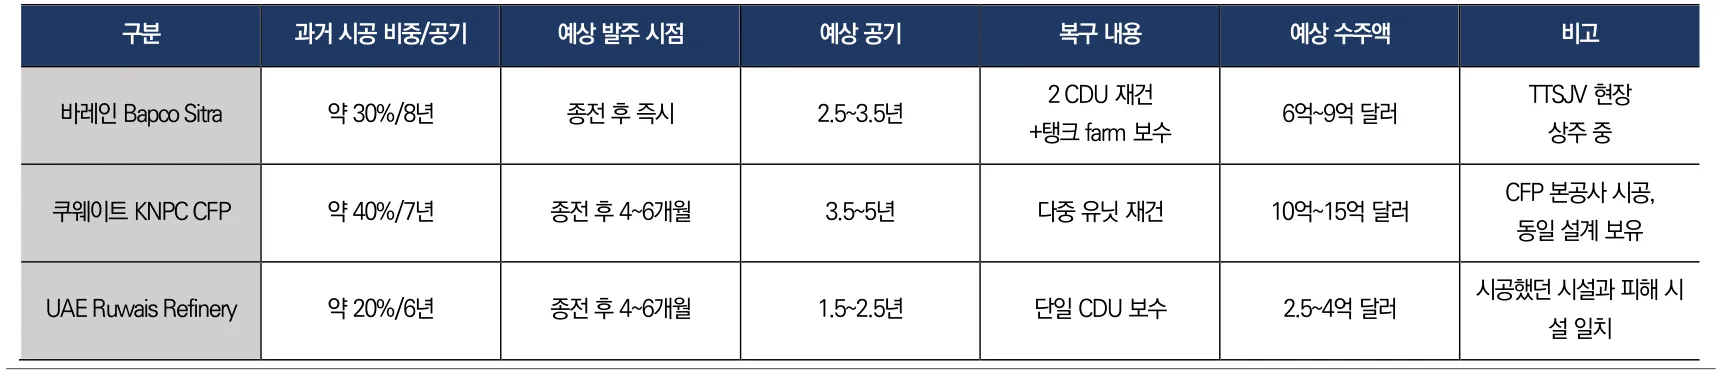 구분 과거 시공 비중/공기 예상 발주 시점 예상 공기 복구 내용 예상 수주액 비고
바레인 Bapco Sitra 약 30%/8년 종전 후 즉시 2.5~3.5년 2 CDU 재건 6억~9억 달러 TTSJV 현장
+탱크 farm 보수 상주 중
쿠웨이트 KNPC CFP 약 40%/7년 종전 후 4~6개월 3.5~5년 다중 유닛 재건 10억~15억 달러 CFP 본공사 시공,
동일 설계 보유
UAE Ruwais Refinery 약 20%/6년 종전 후 4~6개월 1.5~2.5년 단일 CDU 보수 2.5~4억 달러 시공했던 시설과 피해 시
설 일치